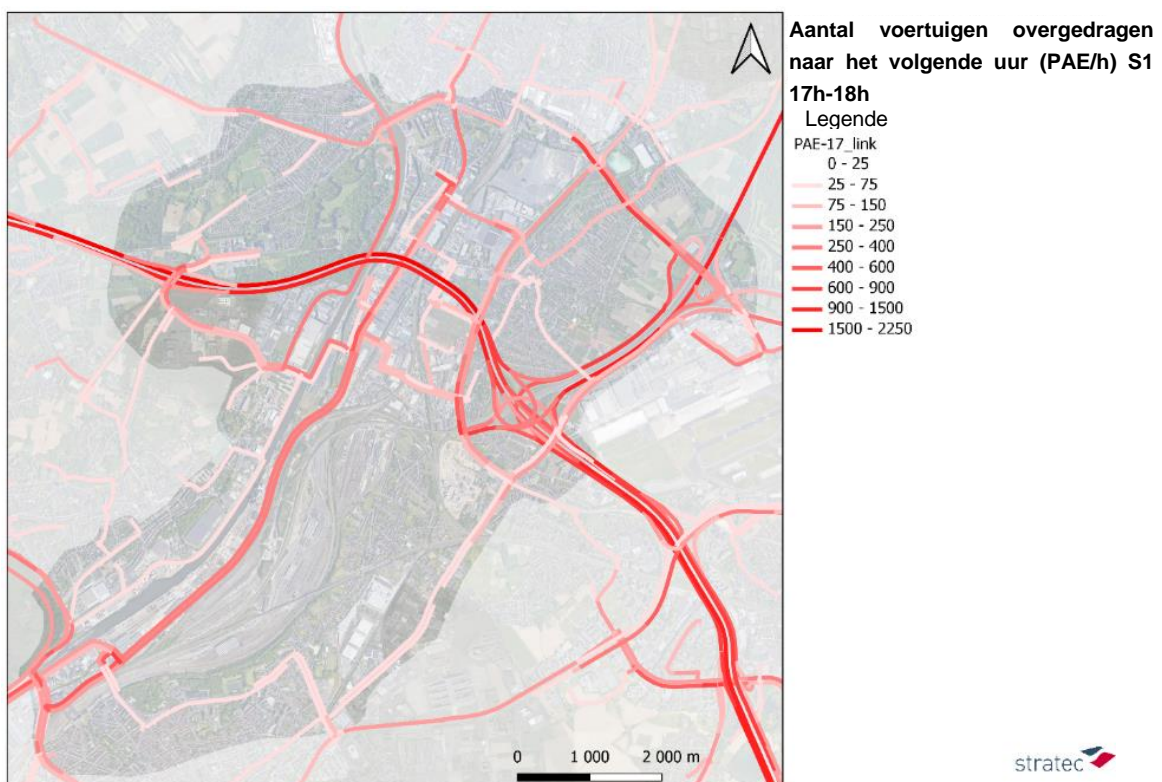 Aantal voertuigen overgedragen
naar het volgende uur (PAE/h) S1
17h-18h
Legende
PAE-17_link
0 - 25
25 - 75
75 - 150
150 - 250
250 - 400
400 - 600
600 - 900
900 - 1500
1500 - 2250
0 1 000 2 000 m
stratec